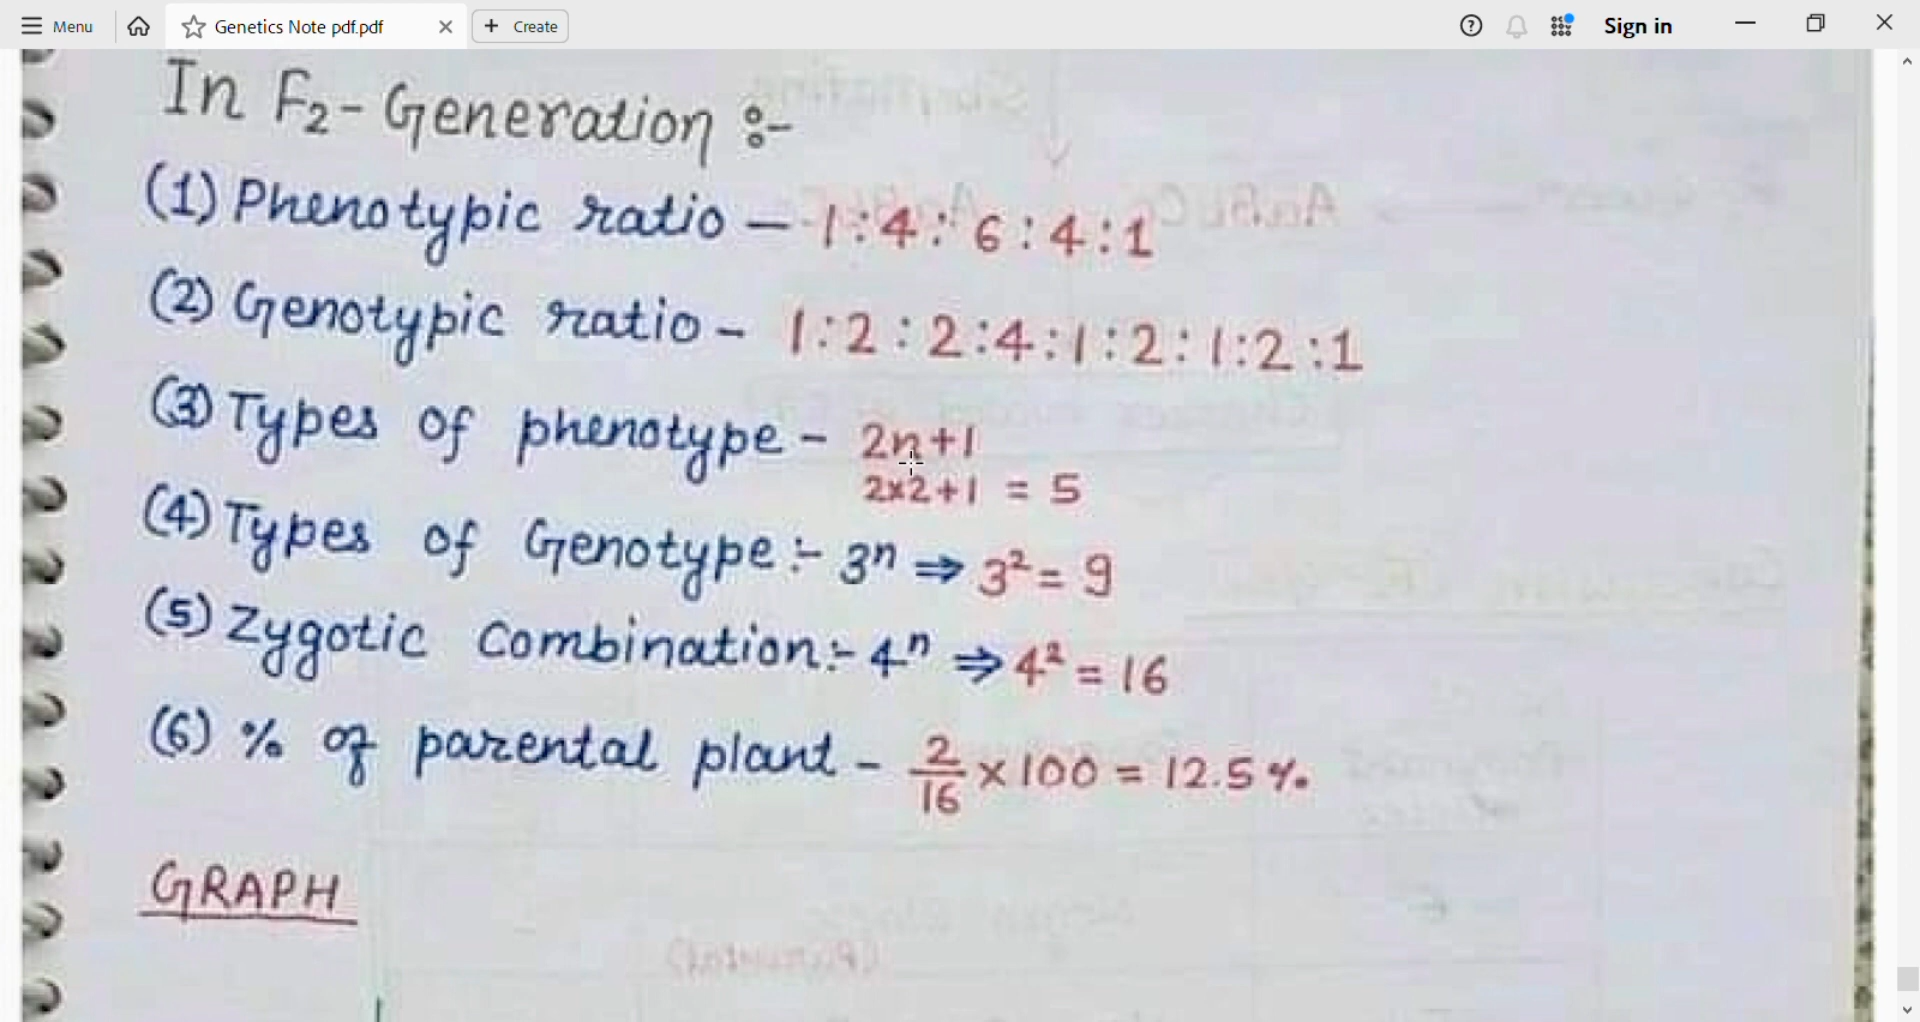 Menu
Genetics Note pdf.pdf
+ Create
Sign in
In F₂- Generation :-
(1) Phenotypic ratio — 1:4: 6:4:1
(2) Genotypic ratio - 1:2:2:4:1:2:1:2:1
(3) Types of phenotype - 2n+1
2x2+1 = 5
(4) Types of Genotype :- 3ⁿ ⇒ 3² = 9
(5) Zygotic Combination:- 4ⁿ ⇒ 4² = 16
(6) % of parental plant - 2/16 x 100 = 12.5 %
GRAPH